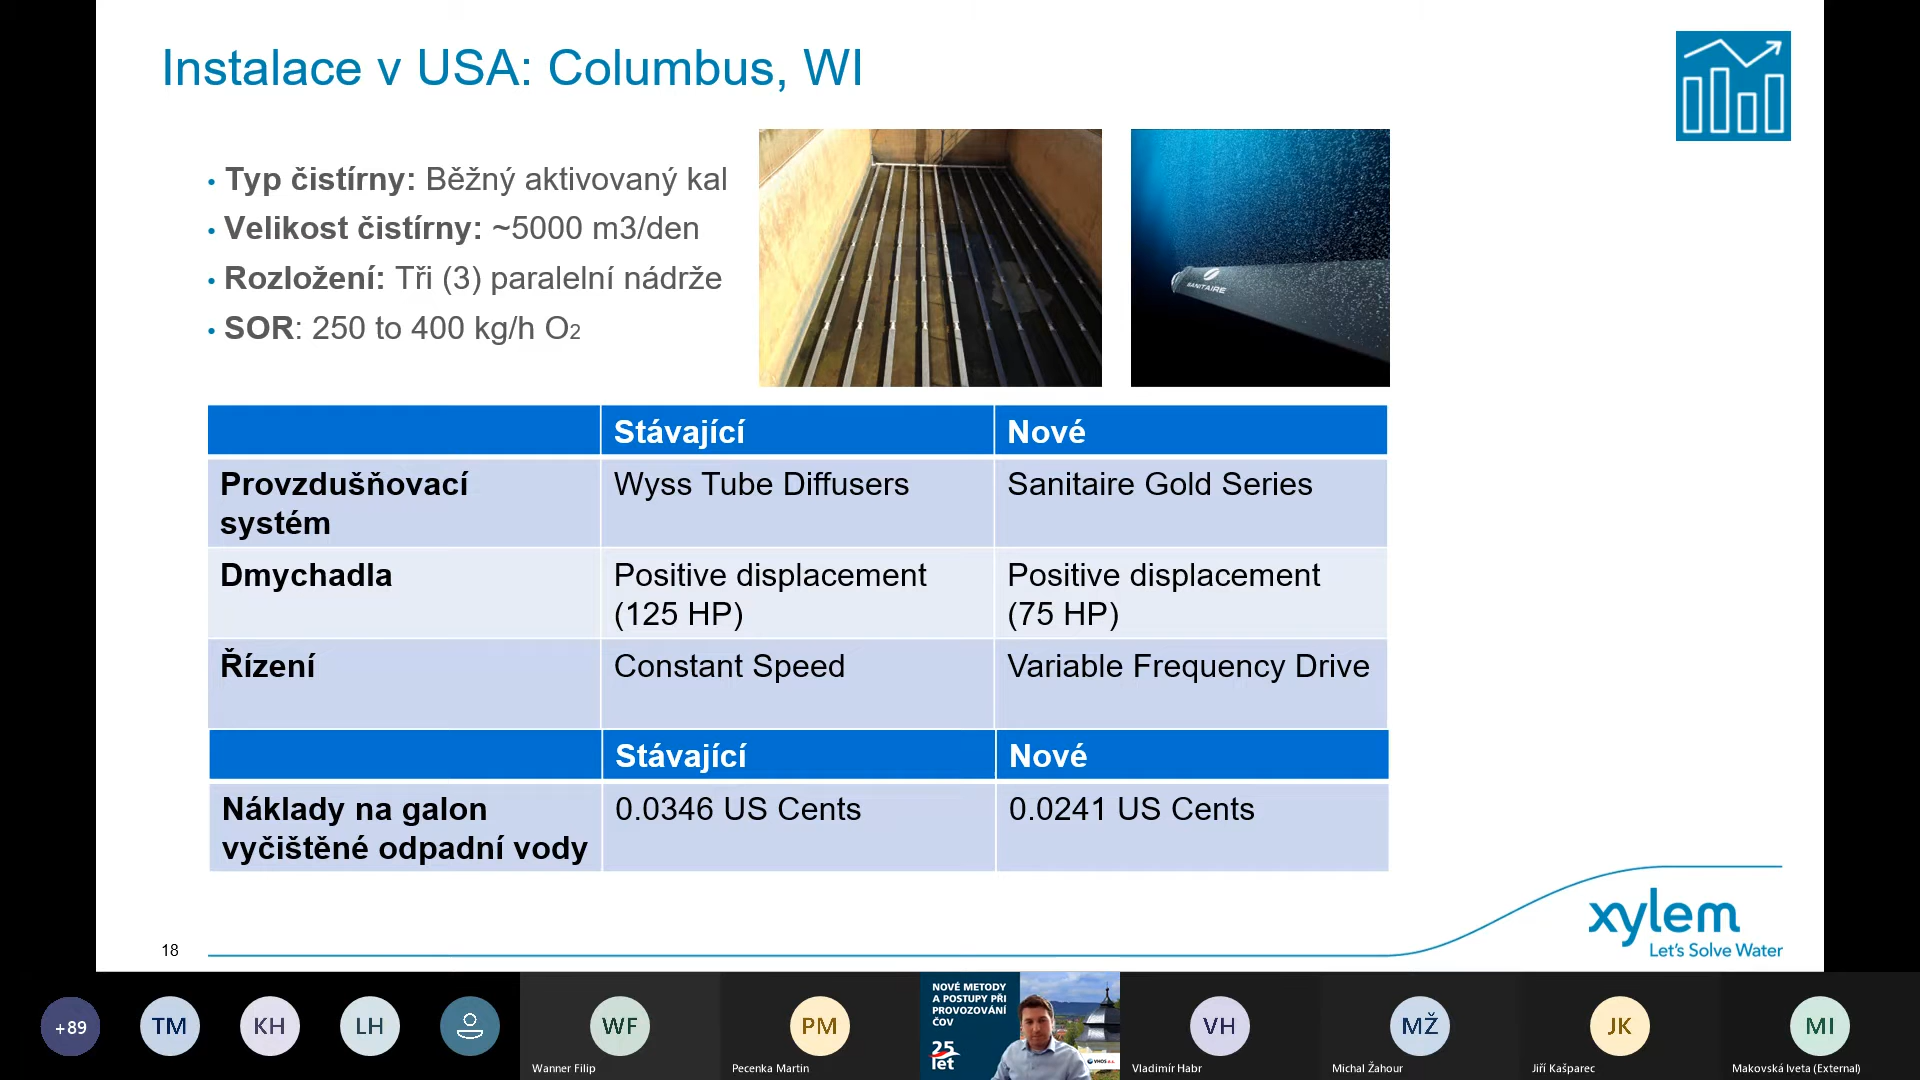 Instalace v USA: Columbus, WI
• Typ čistírny: Běžný aktivovaný kal
• Velikost čistírny: ~5000 m3/den
• Rozložení: Tři (3) paralelní nádrže
• SOR: 250 to 400 kg/h O2
SANITAIRE
Stávající Nové
Provzdušňovací systém Wyss Tube Diffusers Sanitaire Gold Series
Dmychadla Positive displacement (125 HP) Positive displacement (75 HP)
Řízení Constant Speed Variable Frequency Drive
Stávající Nové
Náklady na galon vyčištěné odpadní vody 0.0346 US Cents 0.0241 US Cents
xylem
Let's Solve Water
18
+89 TM KH LH WF PM VH MŽ JK MI
NOVÉ METODY
A POSTUPY PŘI
PROVOZOVÁNÍ
ČOV
25
let
VHOS a.s.
Wanner Filip Pecenka Martin Vladimír Habr Michal Žahour Jiří Kašparec Makovská Iveta (External)